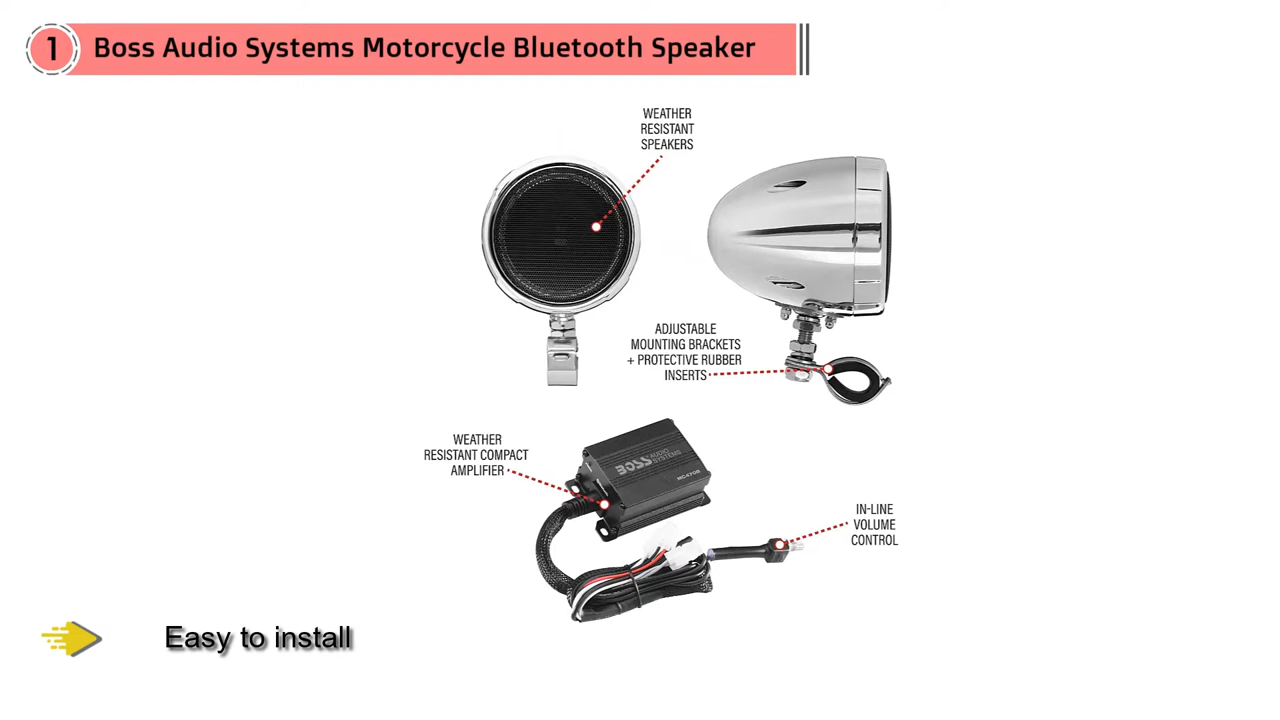 1 Boss Audio Systems Motorcycle Bluetooth Speaker
WEATHER
RESISTANT
SPEAKERS
ADJUSTABLE
MOUNTING BRACKETS
+ PROTECTIVE RUBBER
INSERTS
WEATHER
RESISTANT COMPACT
AMPLIFIER
BOSS AUDIO
SYSTEMS
MC470B
IN-LINE
VOLUME
CONTROL
Easy to install